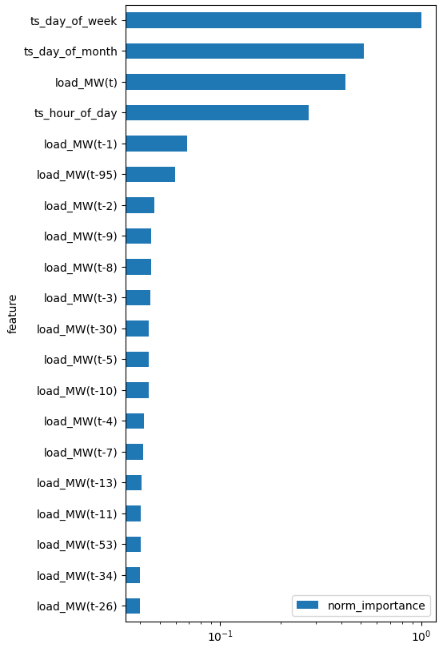 ts_day_of_week
ts_day_of_month
load_MW(t)
ts_hour_of_day
load_MW(t-1)
load_MW(t-95)
load_MW(t-2)
load_MW(t-9)
load_MW(t-8)
load_MW(t-3)
load_MW(t-30)
load_MW(t-5)
load_MW(t-10)
load_MW(t-4)
load_MW(t-7)
load_MW(t-13)
load_MW(t-11)
load_MW(t-53)
load_MW(t-34)
load_MW(t-26)
feature
norm_importance
10⁻¹ 10⁰